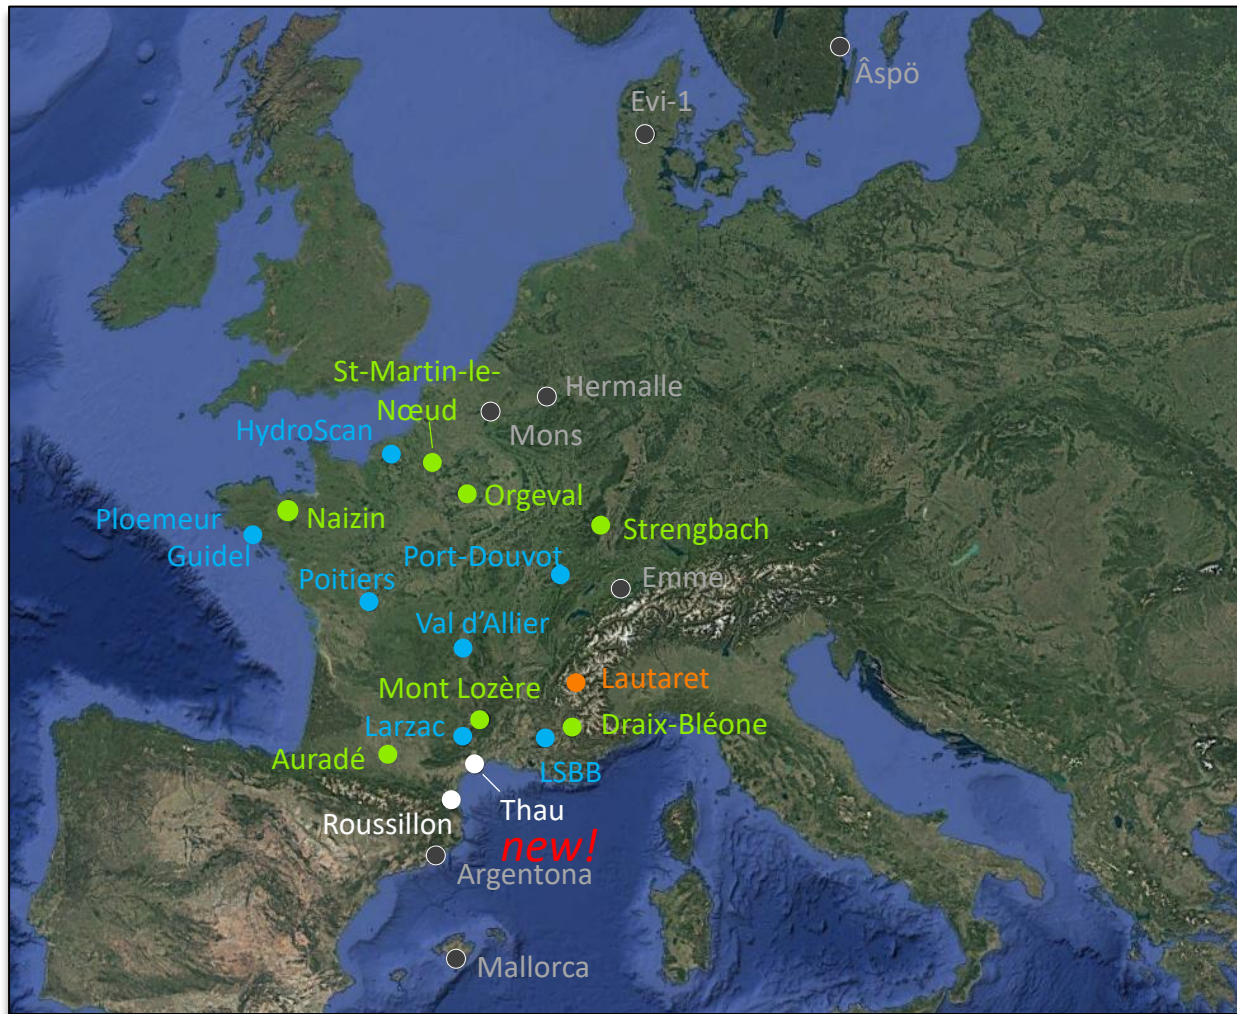 Âspö
Evi-1
St-Martin-le-
Nœud
Hermalle
Mons
HydroScan
Orgeval
Naizin
Strengbach
Ploemeur
Guidel
Port-Douvot
Emme
Poitiers
Val d'Allier
Lautaret
Mont Lozère
Larzac
Draix-Bléone
Auradé
LSBB
Thau
Roussillon
new!
Argentona
Mallorca